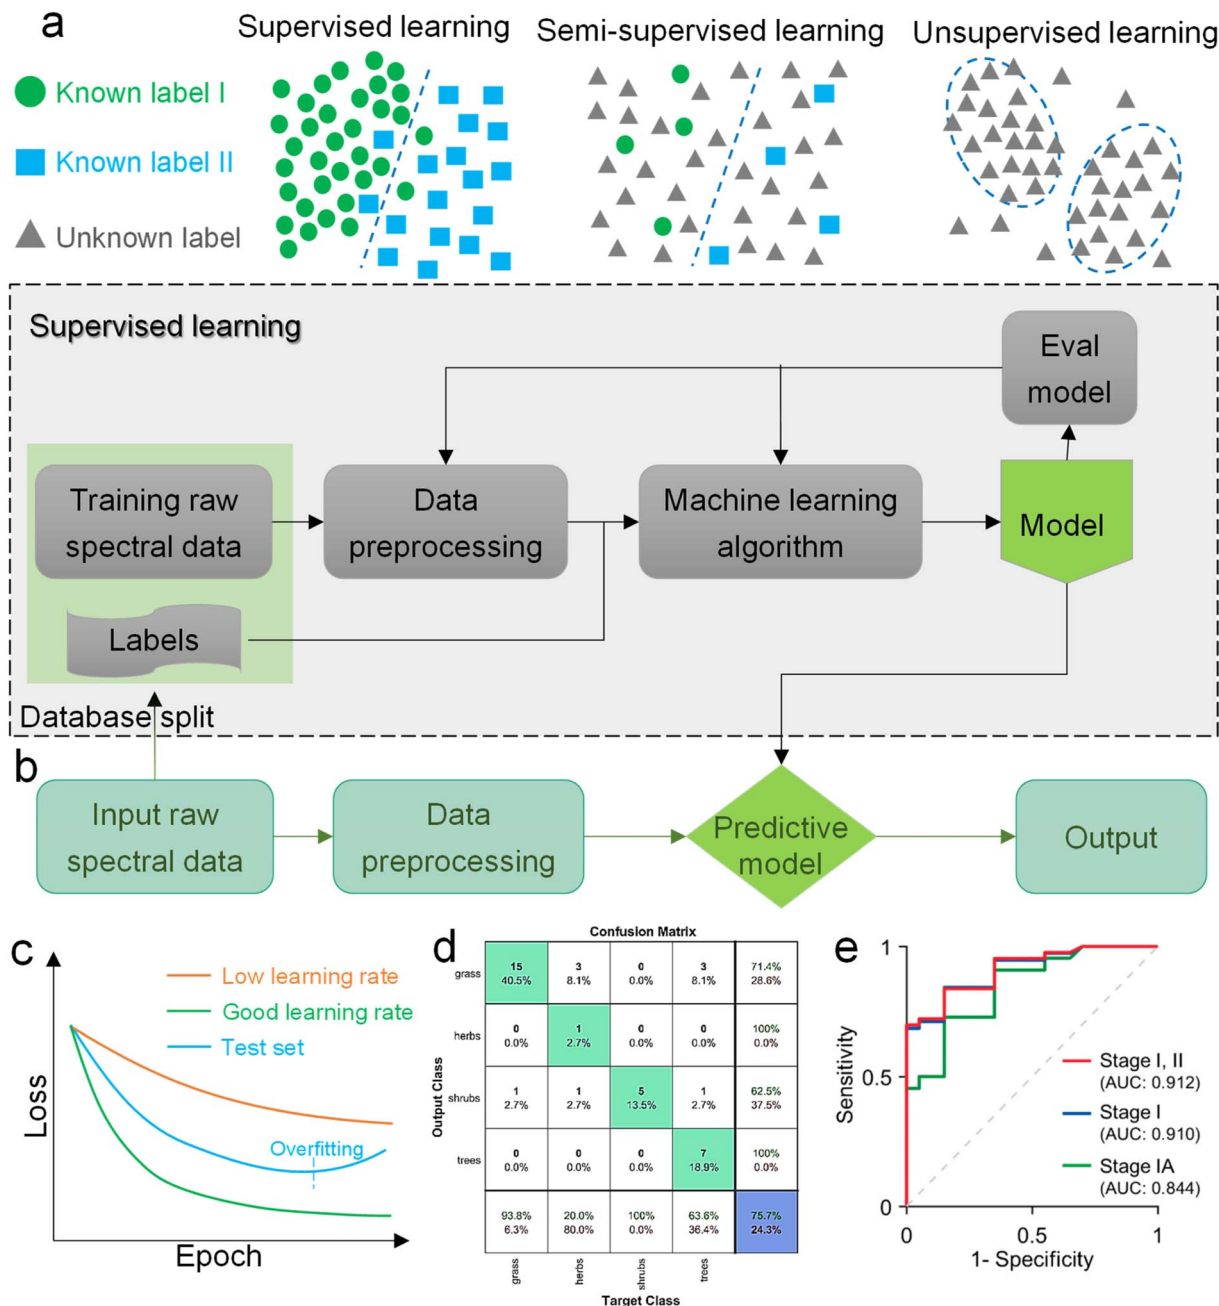 a
Supervised learning
Semi-supervised learning
Unsupervised learning
Known label I
Known label II
Unknown label
Supervised learning
Eval
model
Training raw
spectral data
Data
preprocessing
Machine learning
algorithm
Model
Labels
Database split
b
Input raw
spectral data
Data
preprocessing
Predictive
model
Output
c
Low learning rate
Good learning rate
Test set
Overfitting
Loss
Epoch
d
Confusion Matrix
grass
15
40.5%
3
8.1%
0
0.0%
3
8.1%
71.4%
28.6%
herbs
0
0.0%
1
2.7%
0
0.0%
0
0.0%
100%
0.0%
shrubs
1
2.7%
1
2.7%
5
13.5%
1
2.7%
62.5%
37.5%
trees
0
0.0%
0
0.0%
0
0.0%
7
18.9%
100%
0.0%
93.8%
6.3%
20.0%
80.0%
100%
0.0%
63.6%
36.4%
75.7%
24.3%
grass
herbs
shrubs
trees
Output Class
Target Class
e
1
0.5
0
Sensitivity
Stage I, II
(AUC: 0.912)
Stage I
(AUC: 0.910)
Stage IA
(AUC: 0.844)
0
0.5
1
1- Specificity